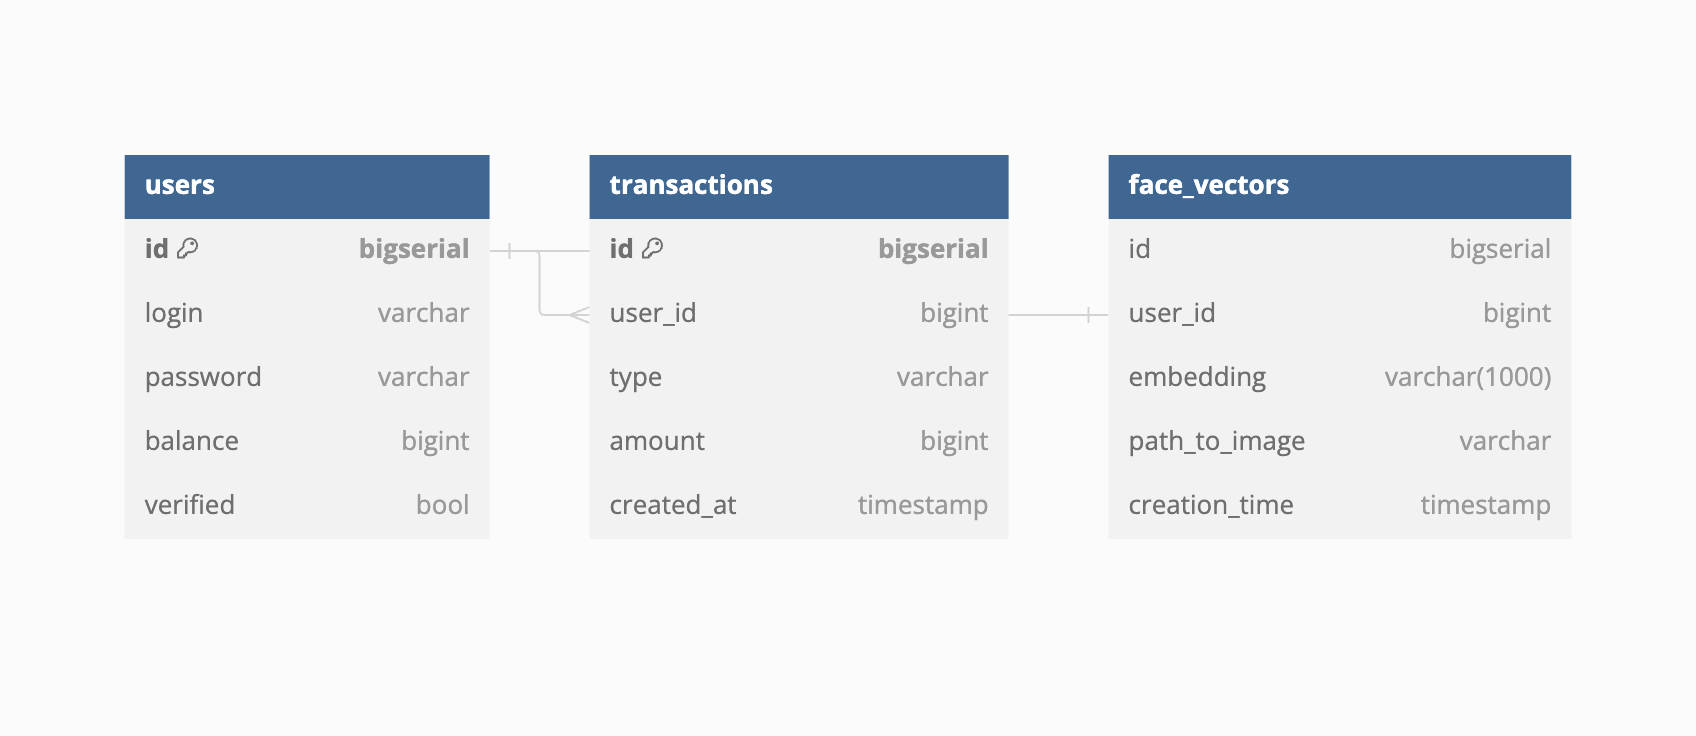 users
id bigserial
login varchar
password varchar
balance bigint
verified bool
transactions
id bigserial
user_id bigint
type varchar
amount bigint
created_at timestamp
face_vectors
id bigserial
user_id bigint
embedding varchar(1000)
path_to_image varchar
creation_time timestamp